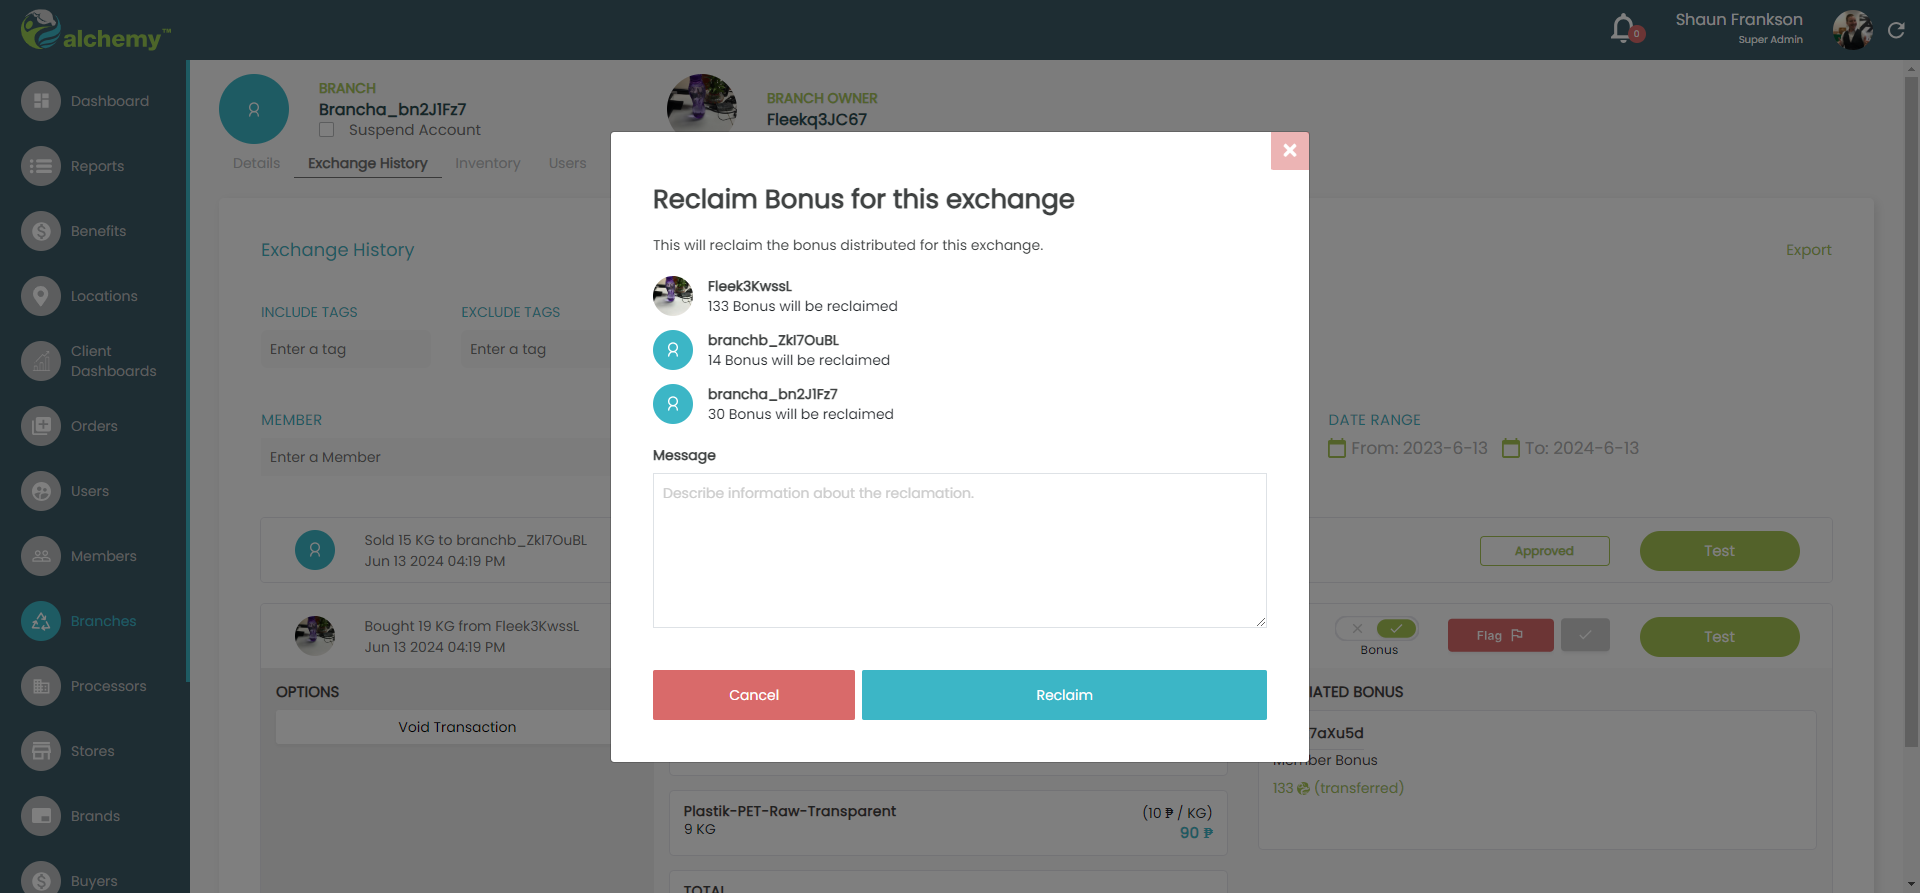 alchemy™
0
Shaun Frankson
Super Admin
Dashboard
Reports
Benefits
Locations
Client
Dashboards
Orders
Users
Members
Branches
Processors
Stores
Brands
Buyers
BRANCH
Brancha_bn2J1Fz7
Suspend Account
BRANCH OWNER
Fleekq3JC67
Details
Exchange History
Inventory
Users
Exchange History
Export
INCLUDE TAGS
EXCLUDE TAGS
Enter a tag
Enter a tag
MEMBER
Enter a Member
DATE RANGE
From: 2023-6-13
To: 2024-6-13
Sold 15 KG to branchb_ZkI7OuBL
Jun 13 2024 04:19 PM
Approved
Test
Bought 19 KG from Fleek3KwssL
Jun 13 2024 04:19 PM
Bonus
Flag
Test
OPTIONS
Void Transaction
Reclaim Bonus for this exchange
This will reclaim the bonus distributed for this exchange.
Fleek3KwssL
133 Bonus will be reclaimed
branchb_ZkI7OuBL
14 Bonus will be reclaimed
brancha_bn2J1Fz7
30 Bonus will be reclaimed
Message
Describe information about the reclamation.
Cancel
Reclaim
Plastik-PET-Raw-Transparent
(10 ₱ / KG)
9 KG
90 ₱
TOTAL
IATED BONUS
7aXu5d
Member Bonus
133 (transferred)